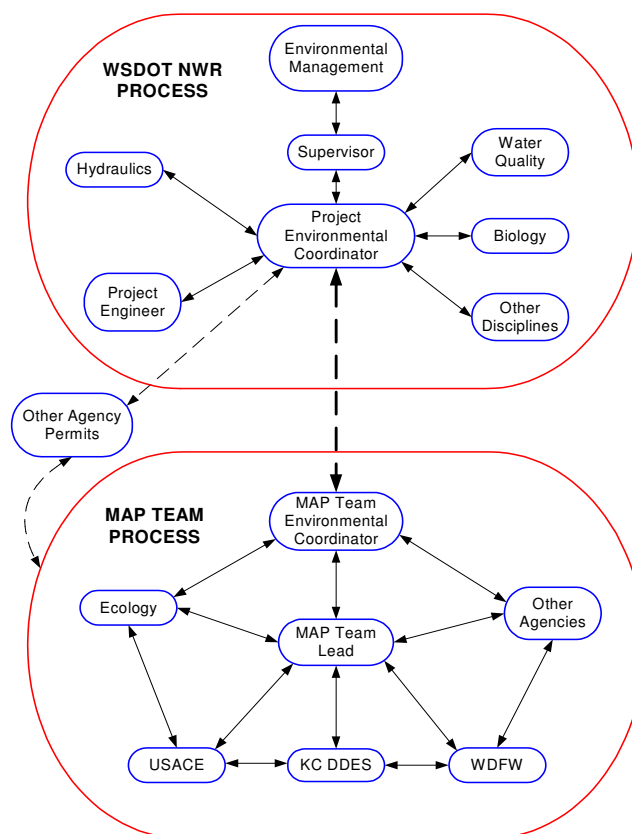 Environmental
Management
WSDOT NWR
PROCESS
Supervisor
Water
Quality
Hydraulics
Project
Environmental
Coordinator
Biology
Project
Engineer
Other
Disciplines
Other Agency
Permits
MAP TEAM
PROCESS
MAP Team
Environmental
Coordinator
Ecology
Other
Agencies
MAP Team
Lead
USACE
KC DDES
WDFW